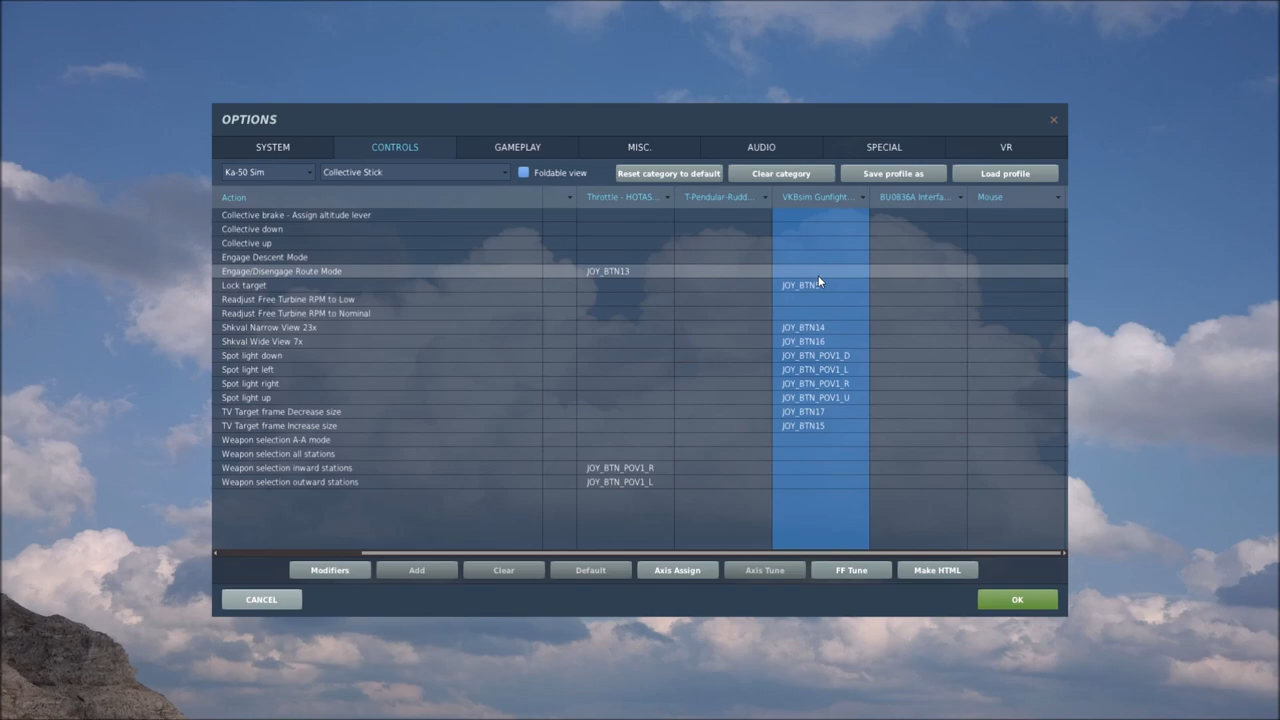 OPTIONS
SYSTEM CONTROLS GAMEPLAY MISC. AUDIO SPECIAL VR
Ka-50 Sim Collective Stick Foldable view Reset category to default Clear category Save profile as Load profile
Action Throttle - HOTAS... T-Pendular-Rudd... VKBsim Gunfight... BU0836A Interfa... Mouse
Collective brake - Assign altitude lever
Collective down
Collective up
Engage Descent Mode
Engage/Disengage Route Mode JOY_BTN13
Lock target
Readjust Free Turbine RPM to Low
Readjust Free Turbine RPM to Nominal
Shkval Narrow View 23x JOY_BTN14
Shkval Wide View 7x JOY_BTN16
Spot light down JOY_BTN_POV1_D
Spot light left JOY_BTN_POV1_L
Spot light right JOY_BTN_POV1_R
Spot light up JOY_BTN_POV1_U
TV Target frame Decrease size JOY_BTN17
TV Target frame Increase size JOY_BTN15
Weapon selection A-A mode
Weapon selection all stations
Weapon selection inward stations JOY_BTN_POV1_R
Weapon selection outward stations JOY_BTN_POV1_L
Modifiers Add Clear Default Axis Assign Axis Tune FF Tune Make HTML
CANCEL OK